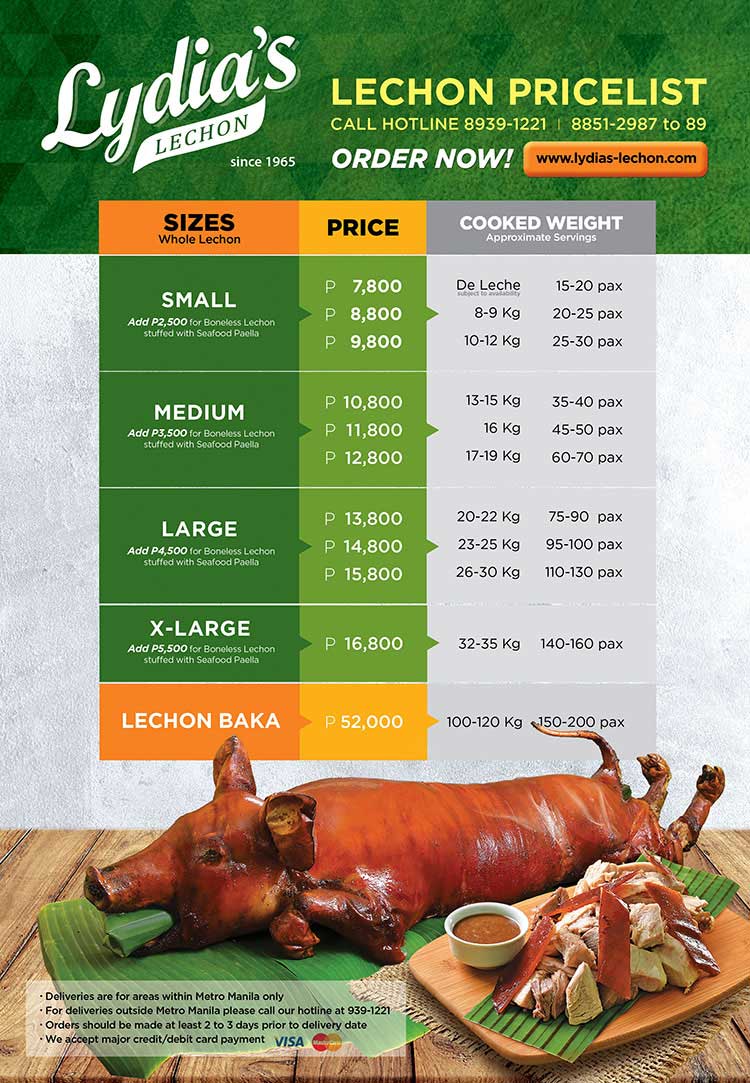 Lydia's
LECHON
since 1965
LECHON PRICELIST
CALL HOTLINE 8939-1221 | 8851-2987 to 89
ORDER NOW! www.lydias-lechon.com
SIZES
Whole Lechon
PRICE
COOKED WEIGHT
Approximate Servings
SMALL
Add P2,500 for Boneless Lechon
stuffed with Seafood Paella
P 7,800 De Leche 15-20 pax
subject to availability
P 8,800 8-9 Kg 20-25 pax
P 9,800 10-12 Kg 25-30 pax
MEDIUM
Add P3,500 for Boneless Lechon
stuffed with Seafood Paella
P 10,800 13-15 Kg 35-40 pax
P 11,800 16 Kg 45-50 pax
P 12,800 17-19 Kg 60-70 pax
LARGE
Add P4,500 for Boneless Lechon
stuffed with Seafood Paella
P 13,800 20-22 Kg 75-90 pax
P 14,800 23-25 Kg 95-100 pax
P 15,800 26-30 Kg 110-130 pax
X-LARGE
Add P5,500 for Boneless Lechon
stuffed with Seafood Paella
P 16,800 32-35 Kg 140-160 pax
LECHON BAKA P 52,000 100-120 Kg 150-200 pax
· Deliveries are for areas within Metro Manila only
· For deliveries outside Metro Manila please call our hotline at 939-1221
· Orders should be made at least 2 to 3 days prior to delivery date
· We accept major credit/debit card payment VISA MasterCard